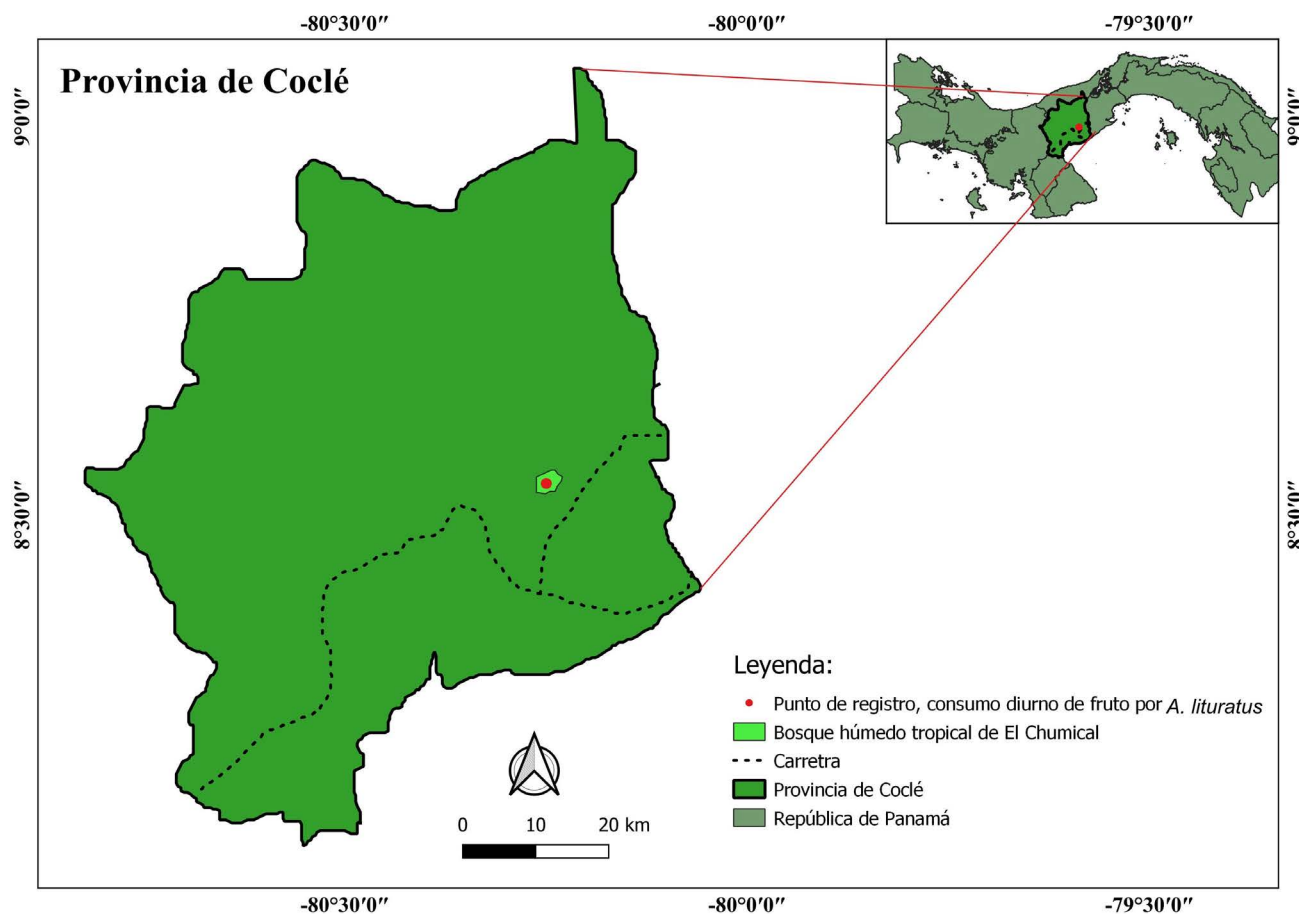 -80°30′0″ -80°0′0″ -79°30′0″
Provincia de Coclé
9°0′0″ 9°0′0″
8°30′0″ 8°30′0″
Leyenda:
Punto de registro, consumo diurno de fruto por A. lituratus
Bosque húmedo tropical de El Chumical
Carretra
Provincia de Coclé
República de Panamá
0 10 20 km
-80°30′0″ -80°0′0″ -79°30′0″